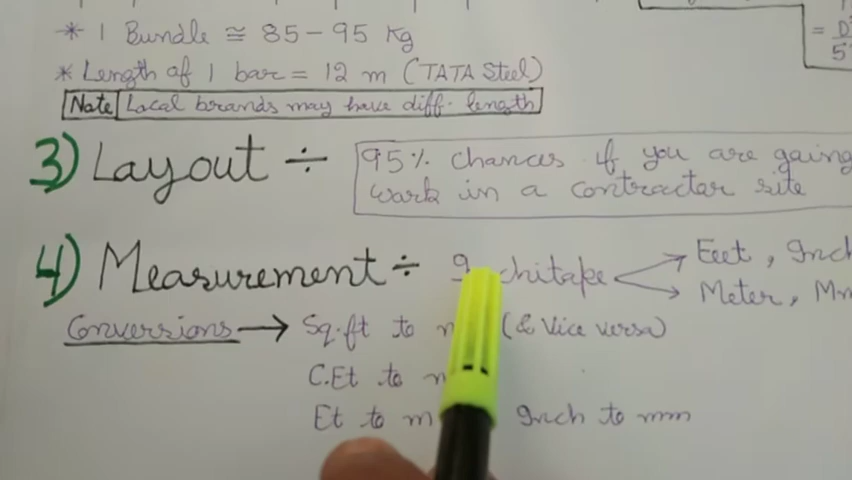 * 1 Bundle ≅ 85-95 Kg
* Length of 1 bar = 12 m (TATA Steel)
Note Local brands may have diff. length
3) Layout ÷ 95% chances if you are going
work in a contractor site
4) Measurement ÷ chitape Feet, Inch
Meter, Mm
Conversions → Sq.ft to (& Vice versa)
C.Ft to
Ft to m Inch to mm
= D
5